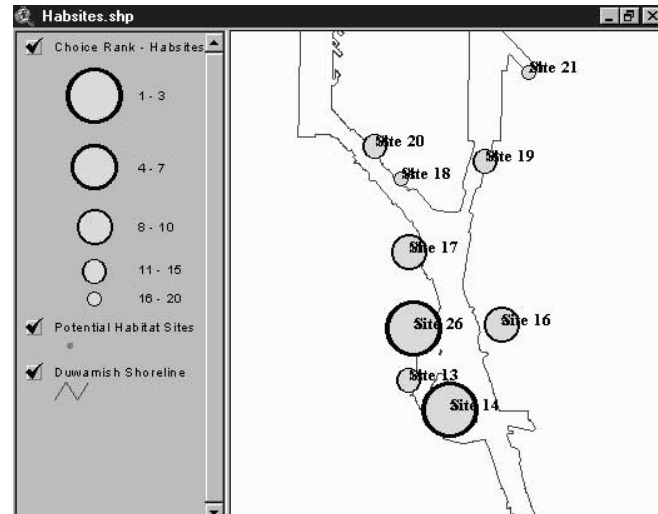 Habsites.shp
Choice Rank - Habsites
1 - 3
4 - 7
8 - 10
11 - 15
16 - 20
Potential Habitat Sites
Duwamish Shoreline
Site 21
Site 20
Site 19
Site 18
Site 17
Site 26
Site 16
Site 13
Site 14